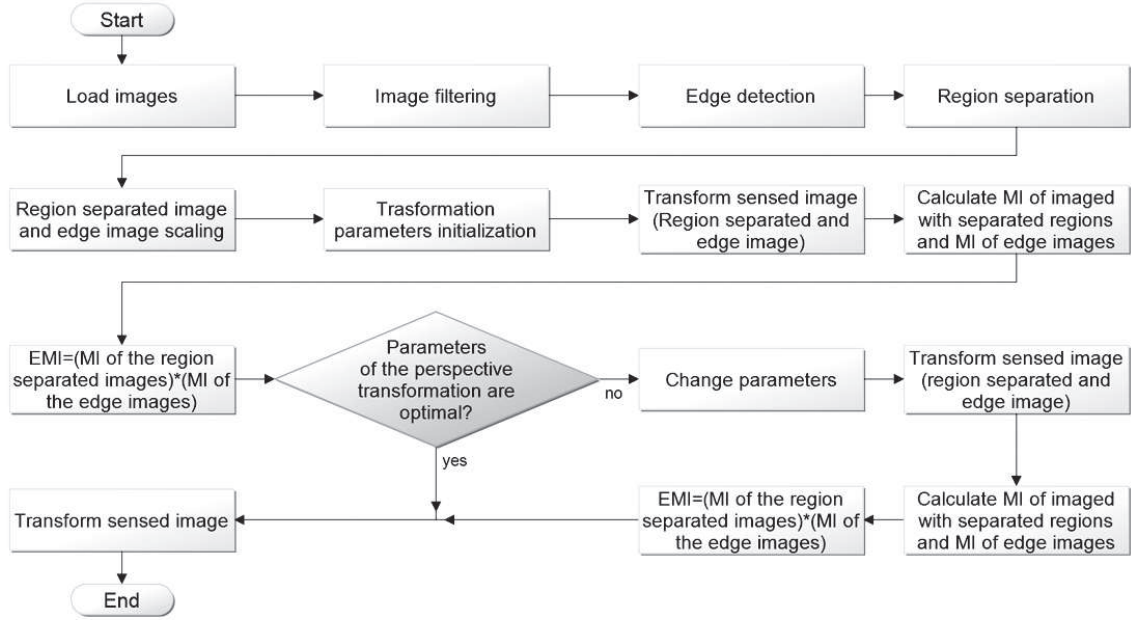 Start
Load images
Image filtering
Edge detection
Region separation
Region separated image
and edge image scaling
Trasformation
parameters initialization
Transform sensed image
(Region separated and
edge image)
Calculate MI of imaged
with separated regions
and MI of edge images
EMI=(MI of the region
separated images)*(MI of
the edge images)
Parameters
of the perspective
transformation are
optimal?
no
Change parameters
Transform sensed image
(region separated and
edge image)
yes
Transform sensed image
EMI=(MI of the region
separated images)*(MI of
the edge images)
Calculate MI of imaged
with separated regions
and MI of edge images
End